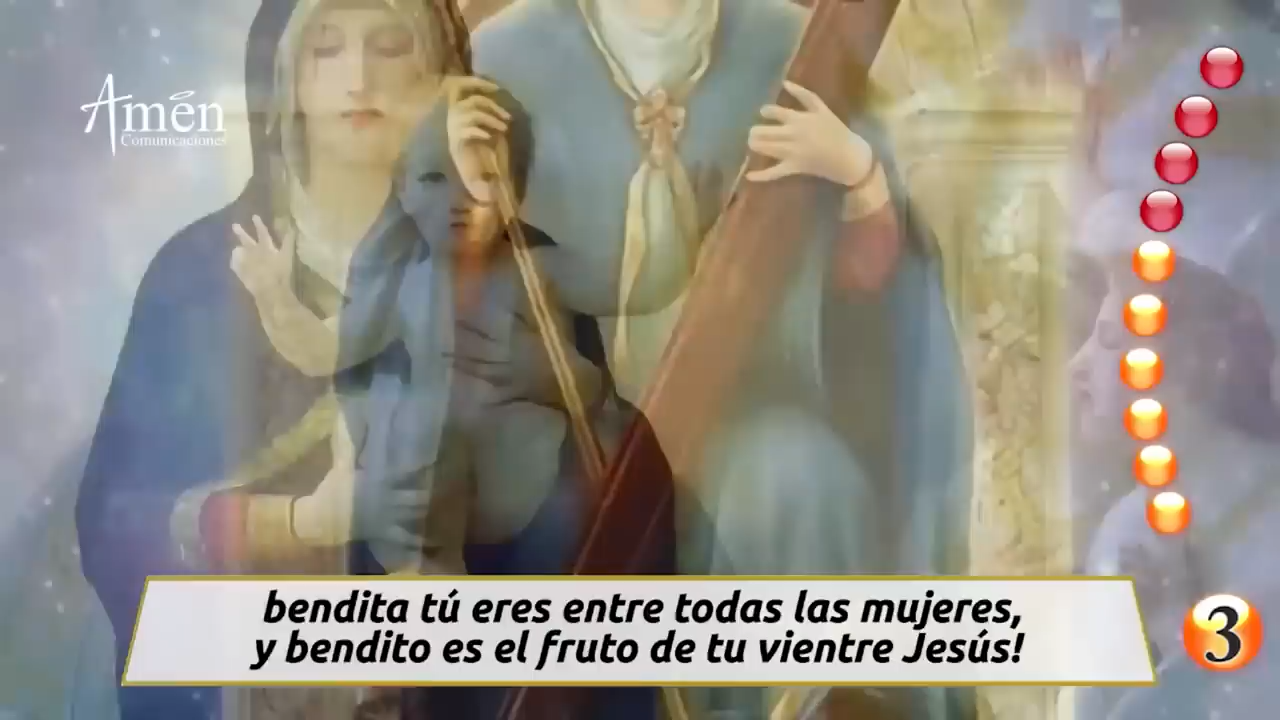 Amén
Comunicaciones
bendita tú eres entre todas las mujeres,
y bendito es el fruto de tu vientre Jesús!
3